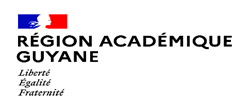 RÉGION ACADÉMIQUE
GUYANE
Liberté
Égalité
Fraternité